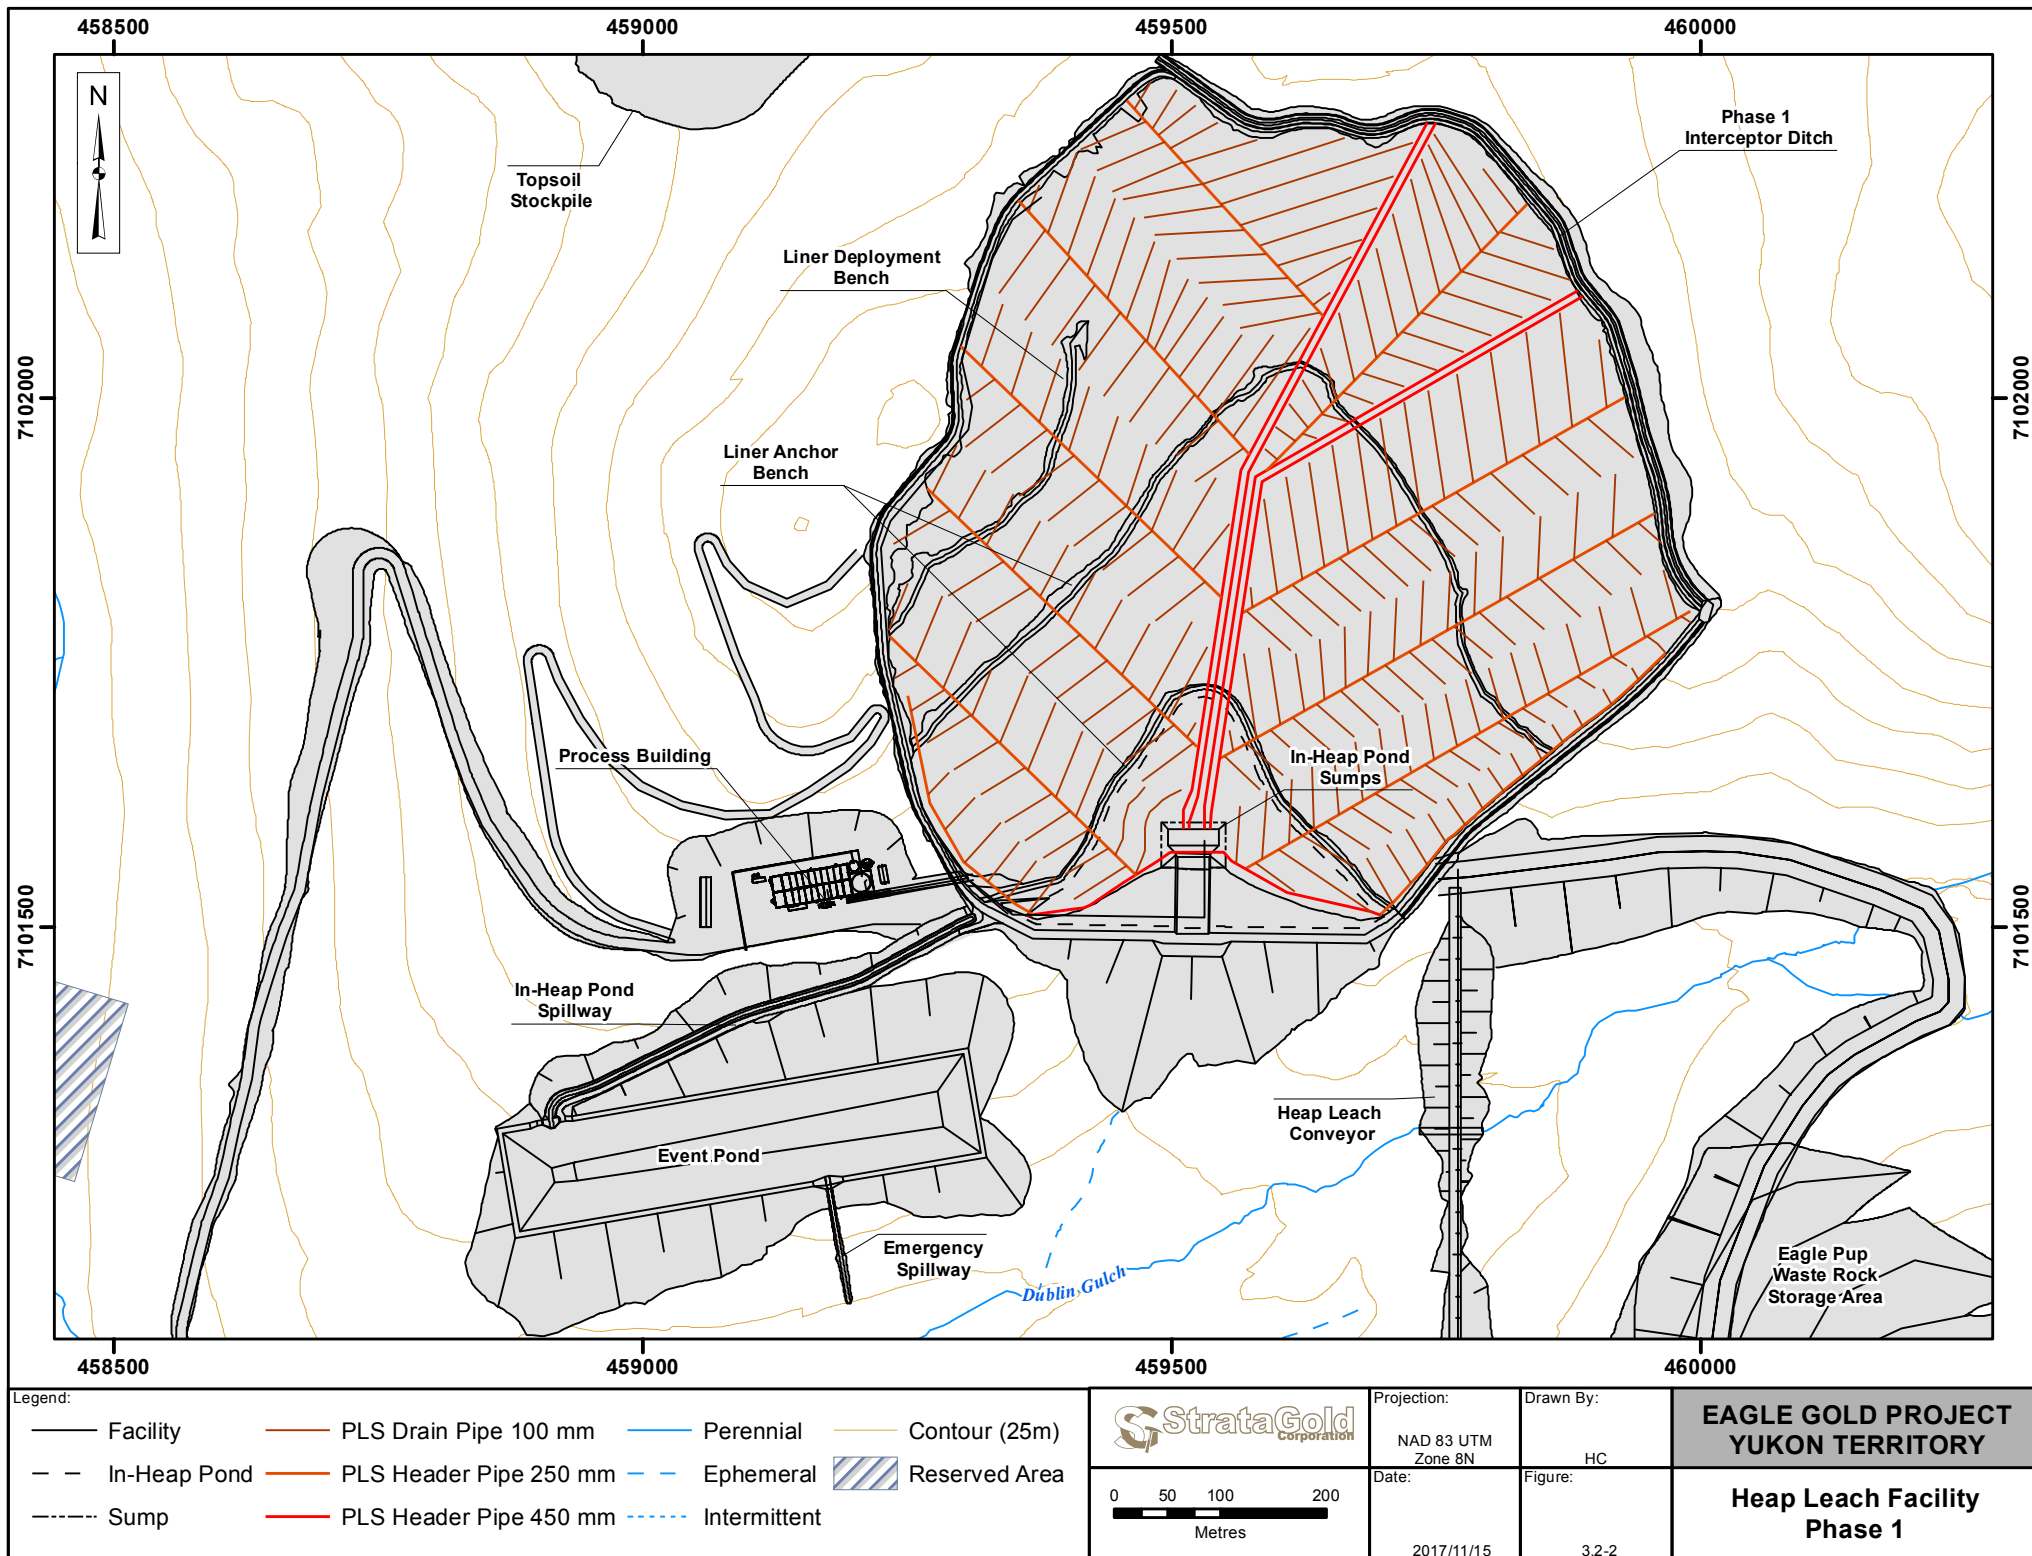 458500
459000
459500
460000
N
Phase 1
Interceptor Ditch
Topsoil
Stockpile
Liner Deployment
Bench
7102000
7102000
Liner Anchor
Bench
Process Building
In-Heap Pond
Sumps
7101500
7101500
In-Heap Pond
Spillway
Heap Leach
Conveyor
Event Pond
Emergency
Spillway
Dublin Gulch
Eagle Pup
Waste Rock
Storage Area
458500
459000
459500
460000
Legend:
Facility
In-Heap Pond
Sump
PLS Drain Pipe 100 mm
PLS Header Pipe 250 mm
PLS Header Pipe 450 mm
Perennial
Ephemeral
Intermittent
Contour (25m)
Reserved Area
StrataGold
Corporation
0 50 100 200
Metres
Projection:
NAD 83 UTM
Zone 8N
Drawn By:
HC
Date:
2017/11/15
Figure:
3.2-2
EAGLE GOLD PROJECT
YUKON TERRITORY
Heap Leach Facility
Phase 1